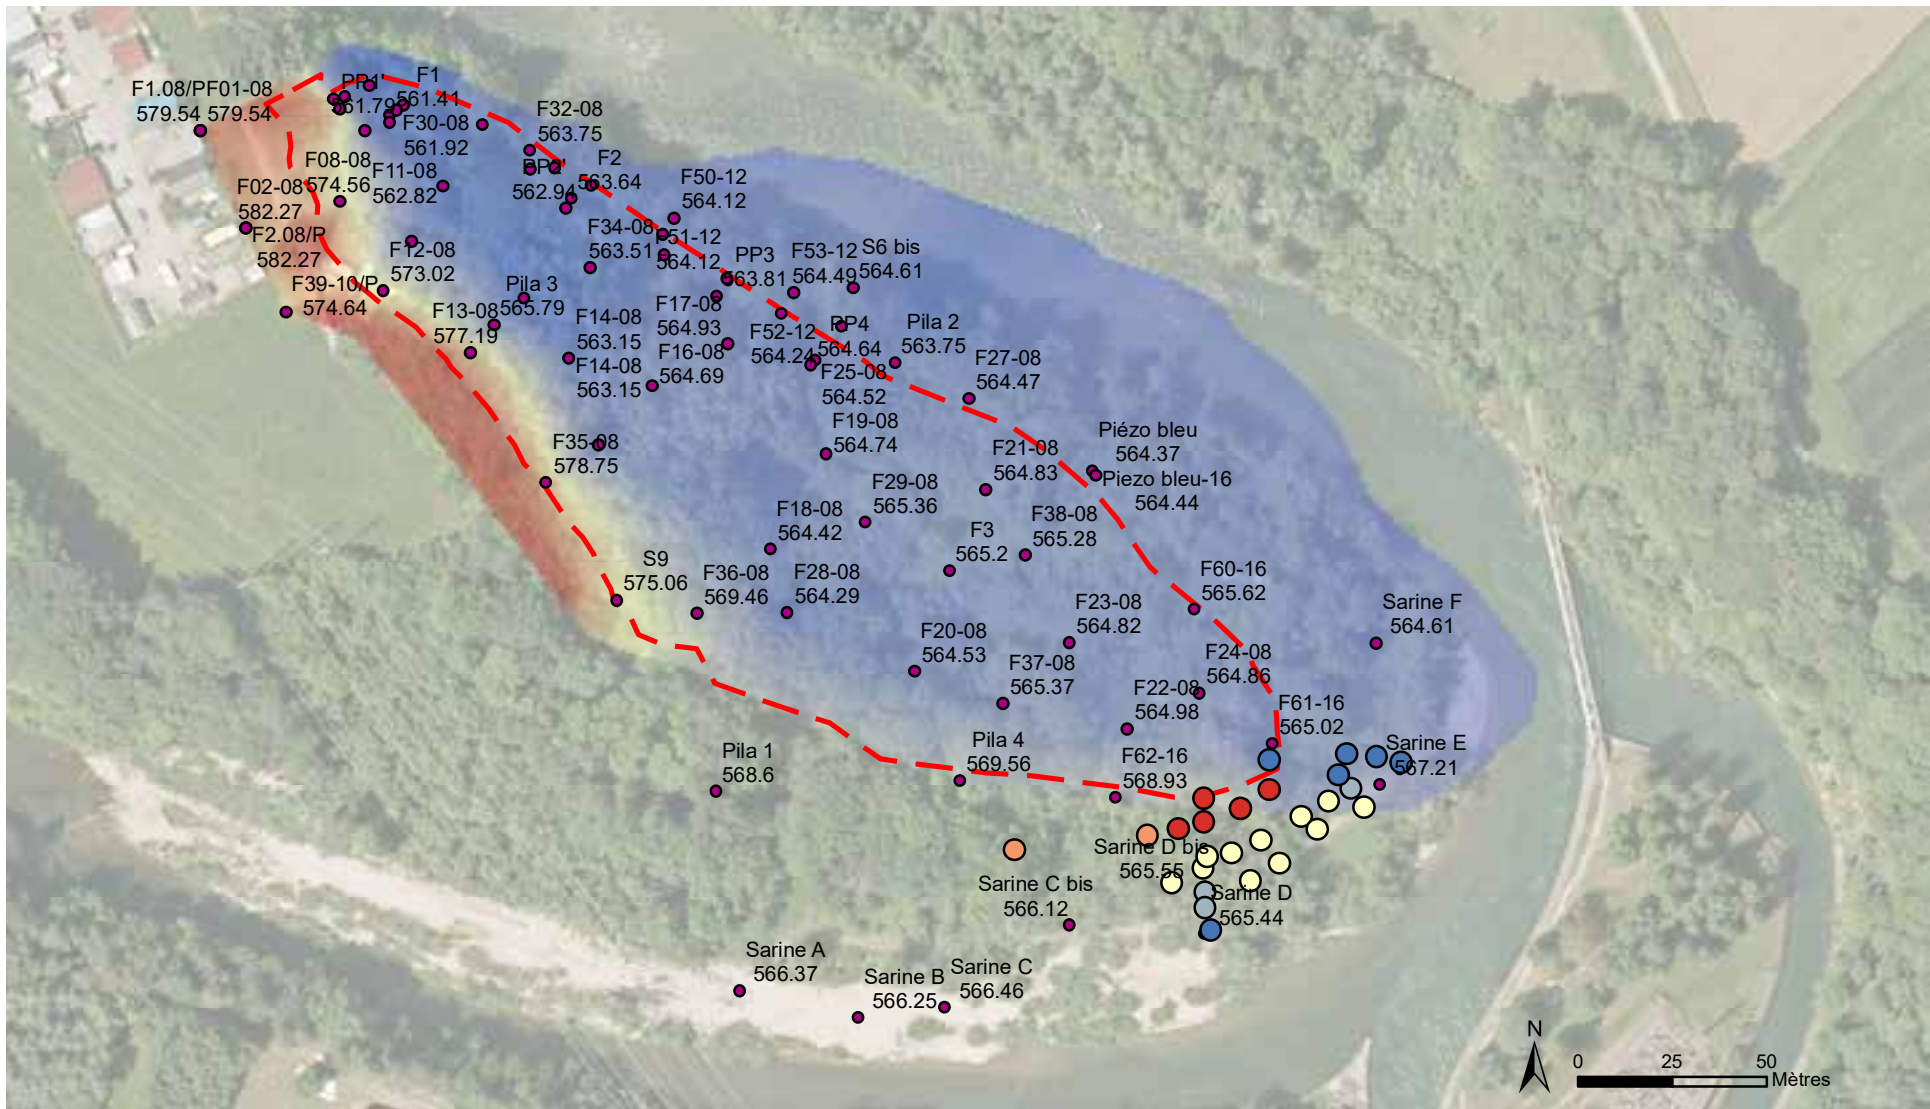 F1.08/PF01-08
579.54 579.54
PP1'
561.79
F1
561.41
F30-08
561.92
F32-08
563.75
F08-08
574.56
F11-08
562.82
F02-08
582.27
F2.08/P
582.27
PP2'
562.94
F2
563.64
F50-12
564.12
F34-08
563.51
F51-12
564.12
F12-08
573.02
F39-10/P
574.64
Pila 3
565.79
PP3
563.81
F53-12
564.49
S6 bis
564.61
F13-08
577.19
F14-08
563.15
F17-08
564.93
F52-12
564.24
PP4
564.64
Pila 2
563.75
F14-08
563.15
F16-08
564.69
F25-08
564.52
F27-08
564.47
F35-08
578.75
F19-08
564.74
F21-08
564.83
Piézo bleu
564.37
Piezo bleu-16
564.44
F29-08
565.36
F18-08
564.42
F38-08
565.28
F3
565.2
S9
575.06
F36-08
569.46
F28-08
564.29
F60-16
565.62
F23-08
564.82
Sarine F
564.61
F20-08
564.53
F37-08
565.37
F24-08
564.86
F22-08
564.98
F61-16
565.02
Pila 1
568.6
Pila 4
569.56
F62-16
568.93
Sarine E
567.21
Sarine D bis
565.55
Sarine C bis
566.12
Sarine D
565.44
Sarine A
566.37
Sarine B
566.25
Sarine C
566.46
N
0 25 50
Mètres